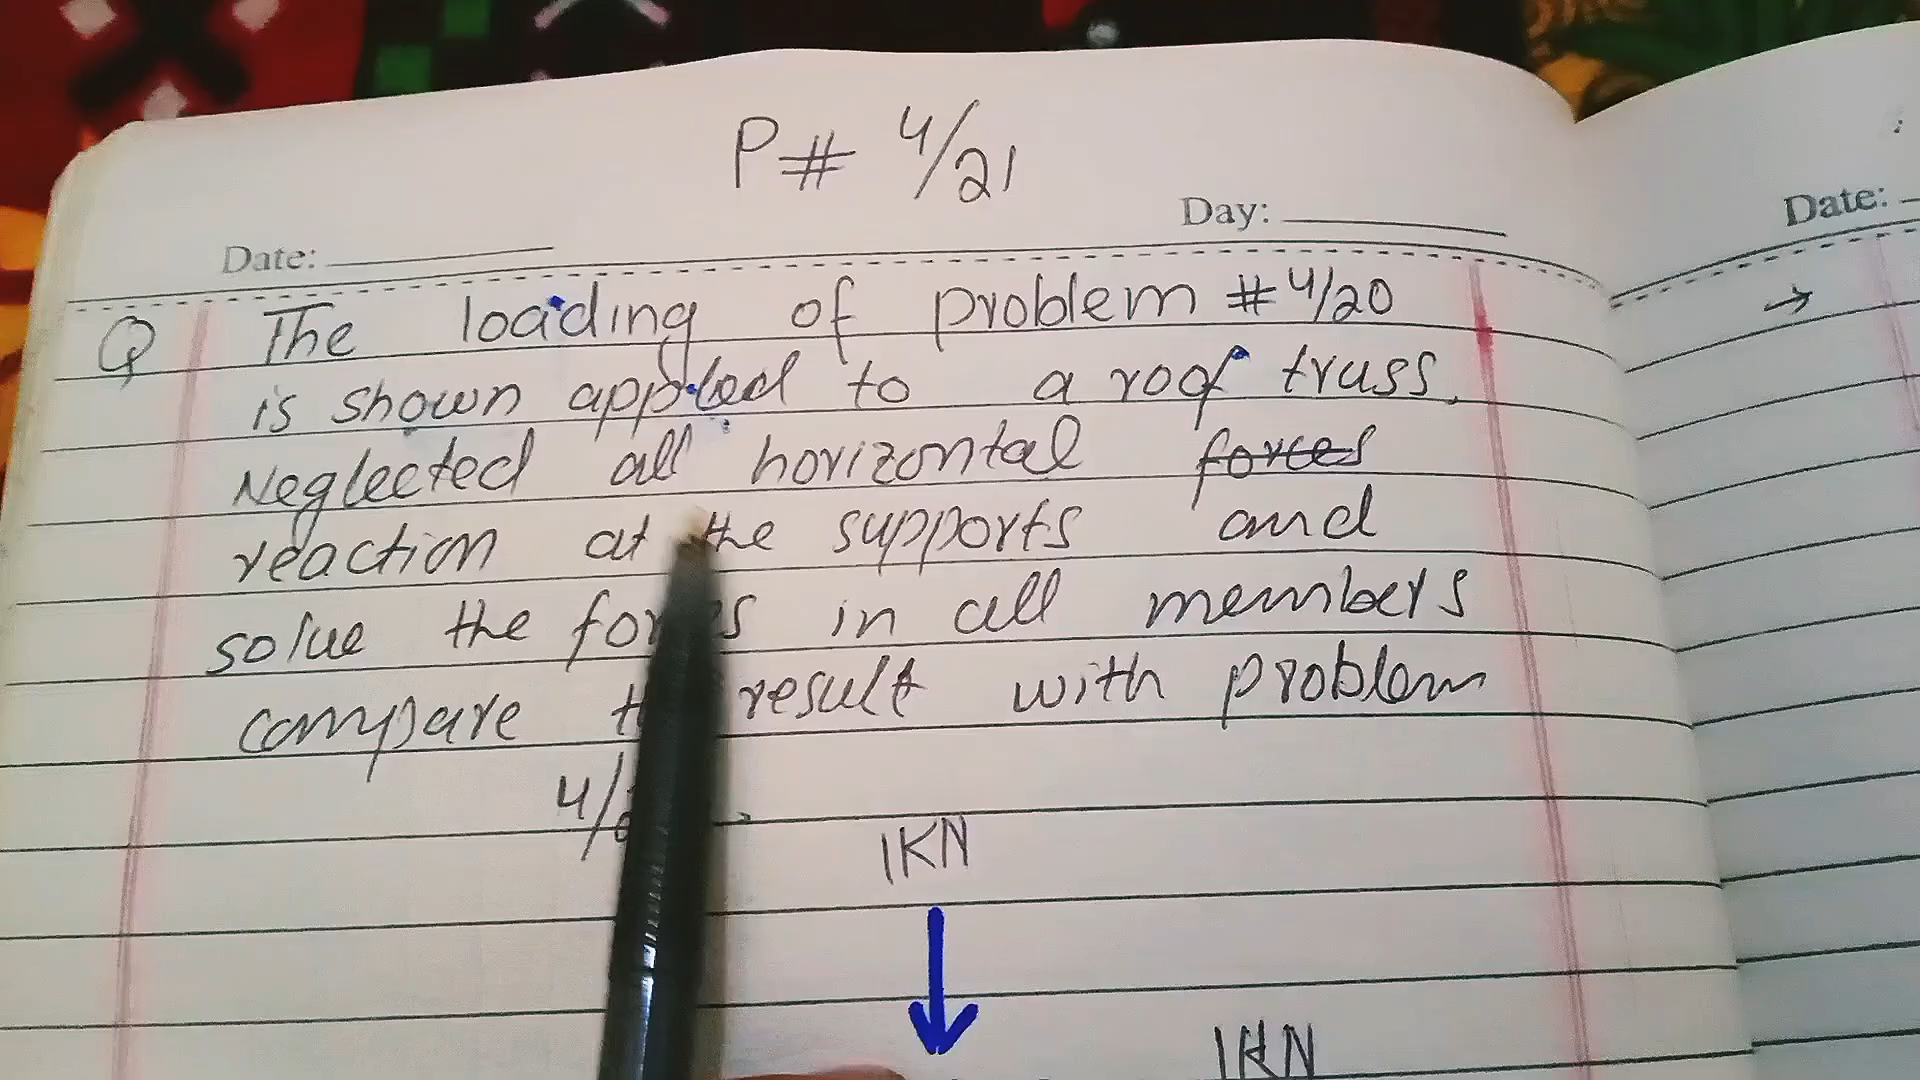 P# 4/21
Date: Day:
Date:
Q The loading of problem #4/20
is shown applied to a roof truss.
Neglected all horizontal forces
reaction at the supports and
solve the in all members
compare result with problem
4/
1KN
1KN